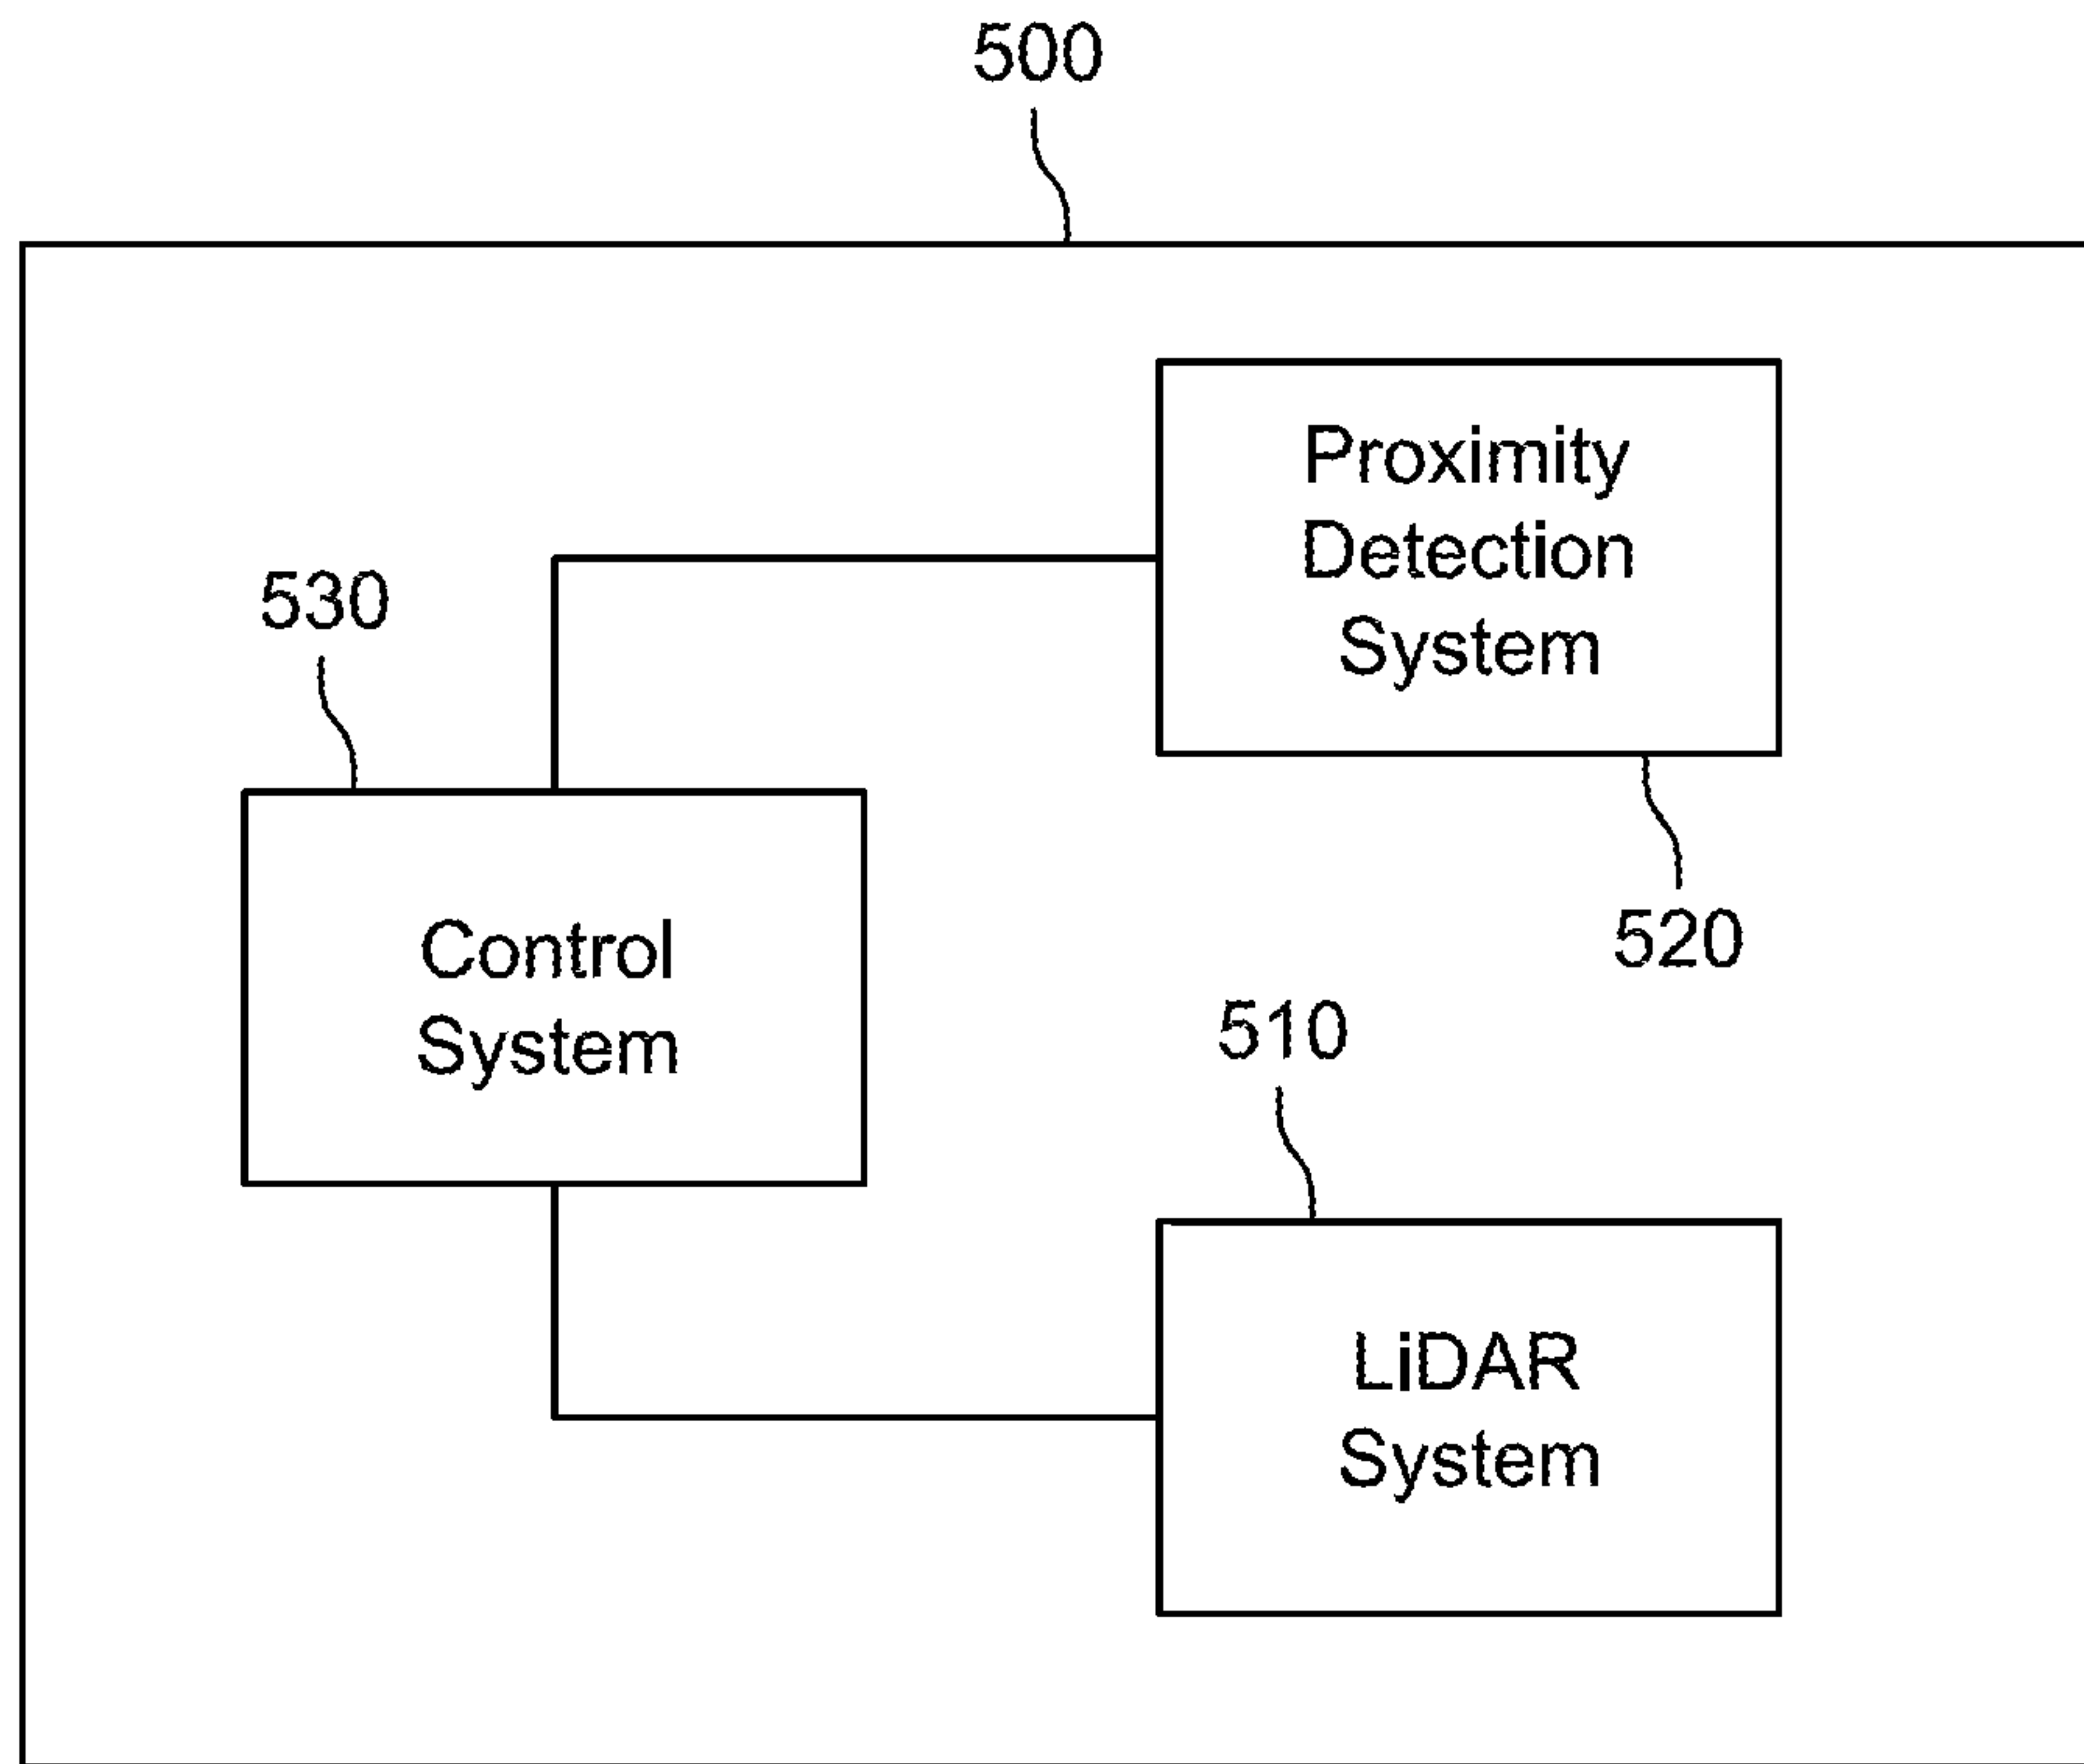 500
Proximity
Detection
System
530
520
Control
System
510
LiDAR
System